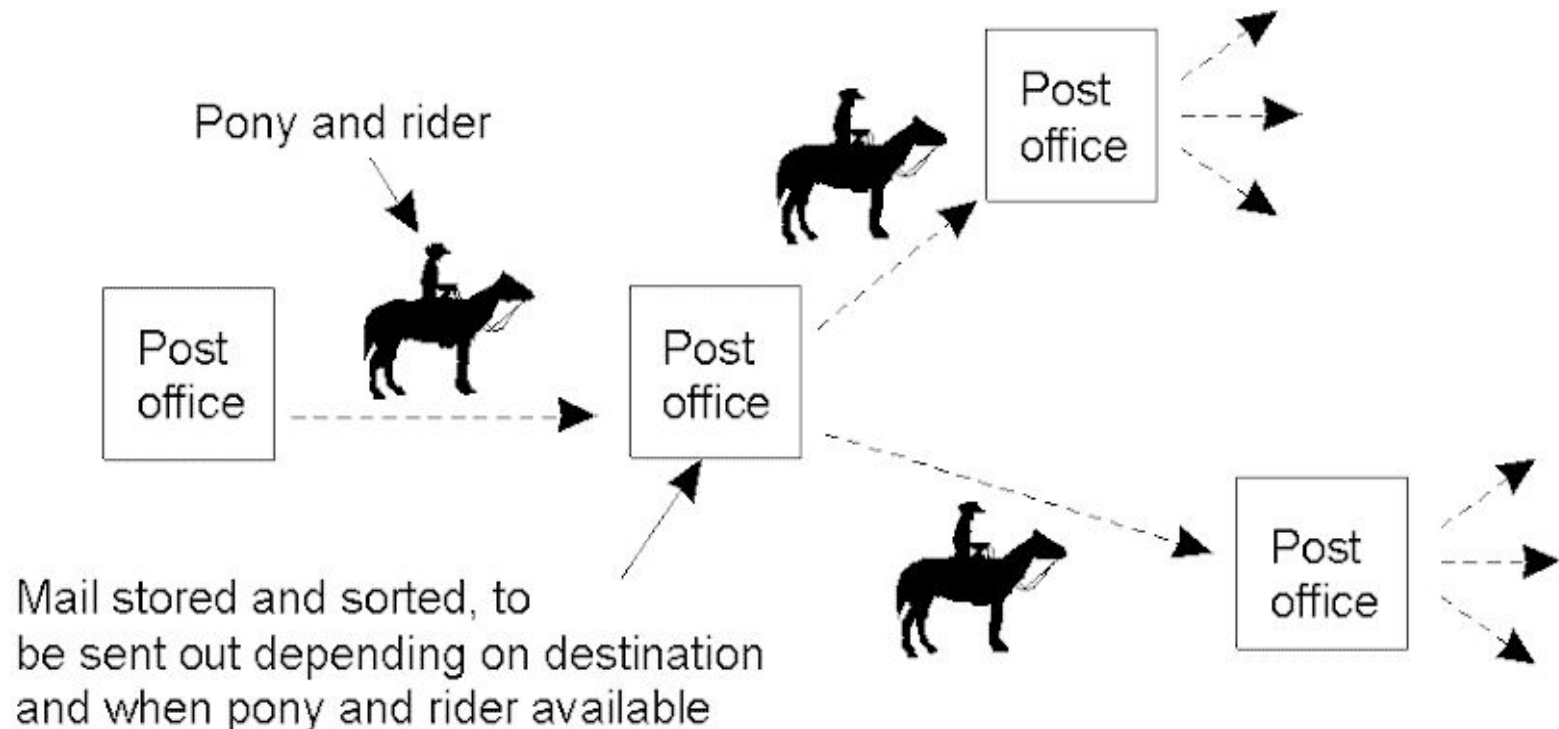 Pony and rider
Post
office
Post
office
Post
office
Post
office
Mail stored and sorted, to
be sent out depending on destination
and when pony and rider available